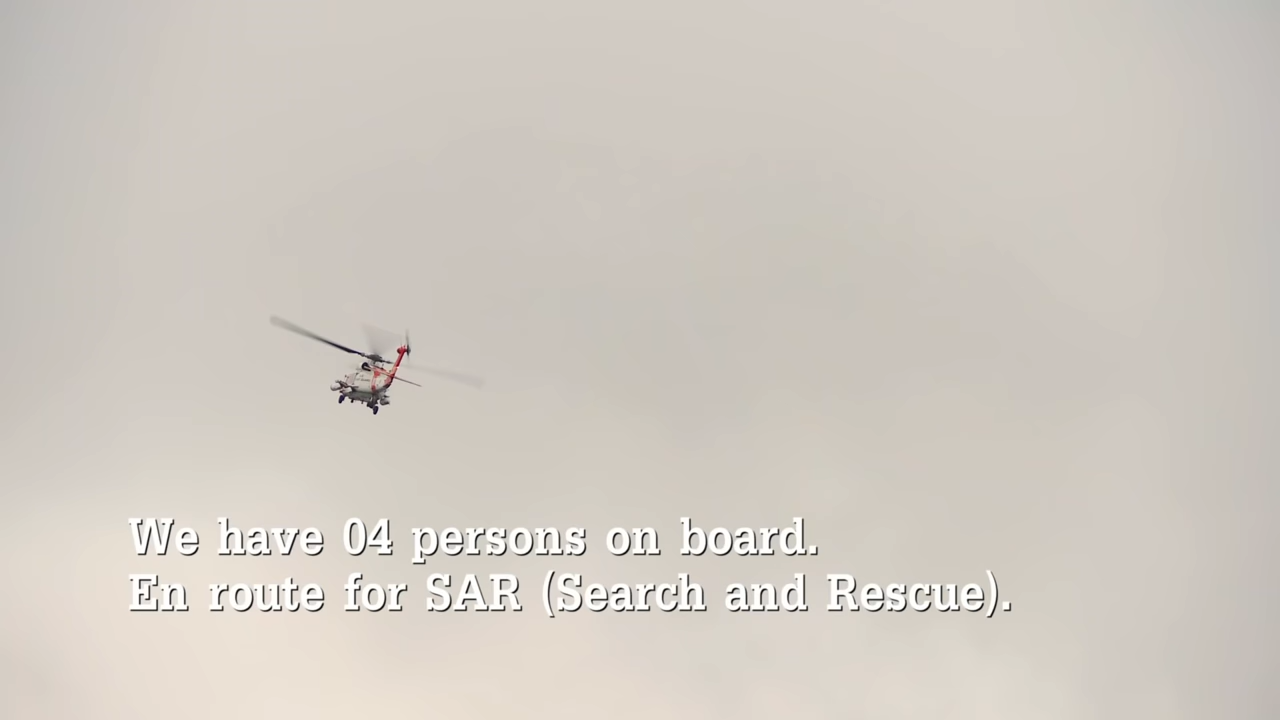 We have 04 persons on board.
En route for SAR (Search and Rescue).